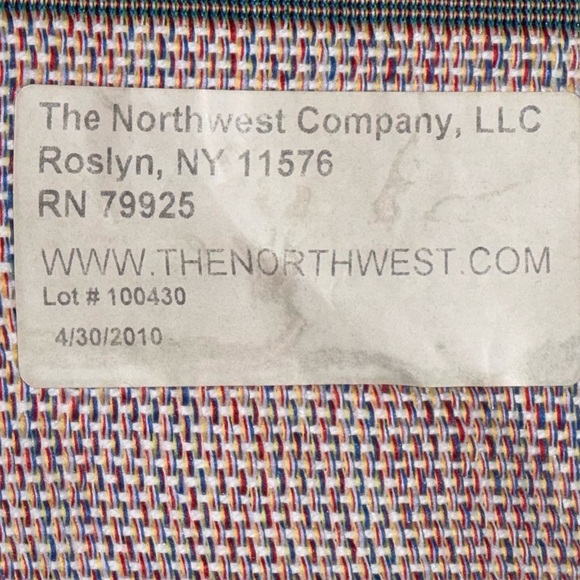 The Northwest Company, LLC
Roslyn, NY 11576
RN 79925
WWW.THENORTHWEST.COM
Lot # 100430
4/30/2010